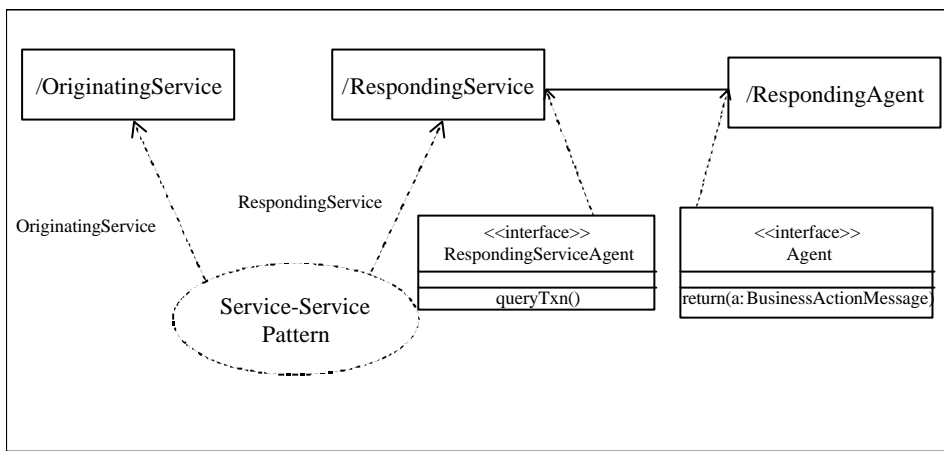 /OriginatingService
/RespondingService
/RespondingAgent
RespondingService
OriginatingService
<<interface>>
RespondingServiceAgent
queryTxn()
<<interface>>
Agent
return(a:BusinessActionMessage)
Service-Service
Pattern